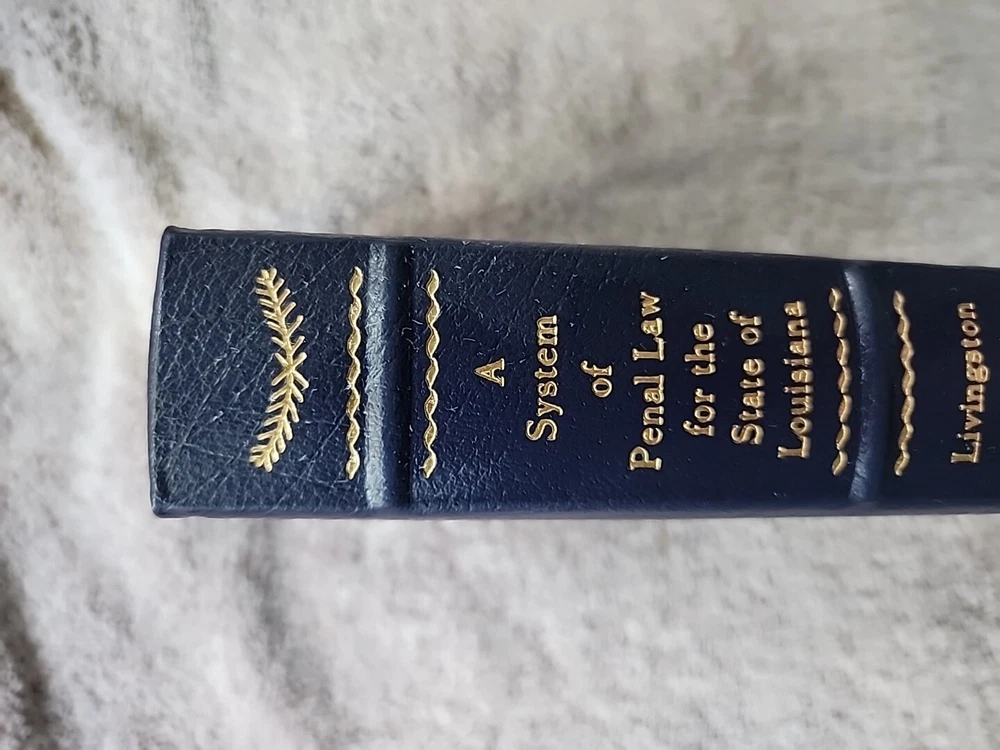 A
System
of
Penal Law
for the
State of
Louisiana
Livingston